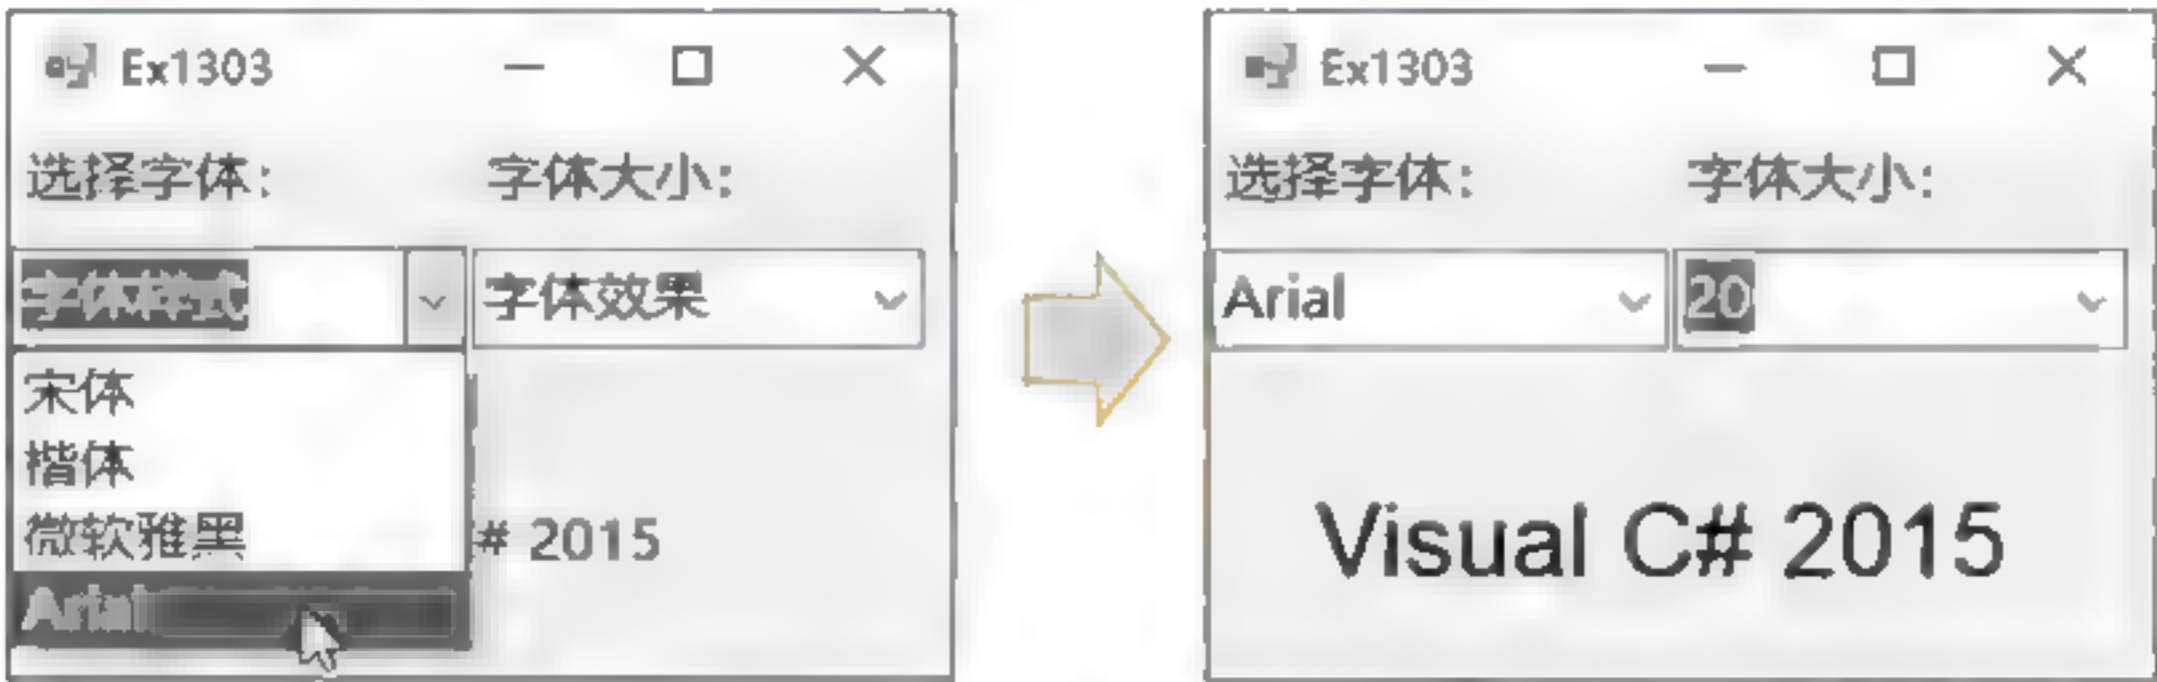 Ex1303
选择字体: 字体大小:
字体样式 字体效果
宋体
楷体
微软雅黑
# 2015
Arial
Ex1303
选择字体: 字体大小:
Arial 20
Visual C# 2015